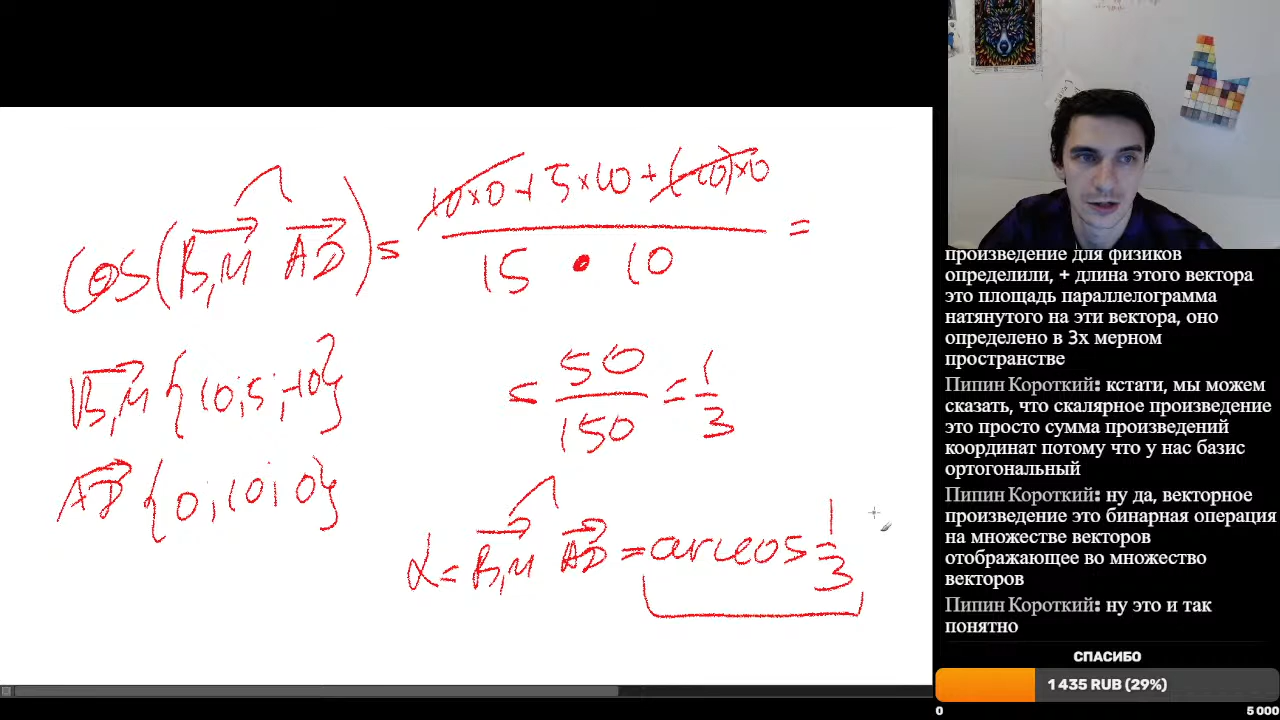 cos(B₁M AD) = 10×0 + 5×10 + (-10)×0 / 15 • 10 =
B₁M {10; 5; -10}
= 50 / 150 = 1 / 3
AD {0; 10; 0}
α = B₁M AD = arccos 1/3
произведение для физиков
определили, + длина этого вектора
это площадь параллелограмма
натянутого на эти вектора, оно
определено в 3х мерном
пространстве
Пипин Короткий: кстати, мы можем
сказать, что скалярное произведение
это просто сумма произведений
координат потому что у нас базис
ортогональный
Пипин Короткий: ну да, векторное
произведение это бинарная операция
на множестве векторов
отображающее во множество
векторов
Пипин Короткий: ну это и так
понятно
СПАСИБО
1 435 RUB (29%)
0 5 000